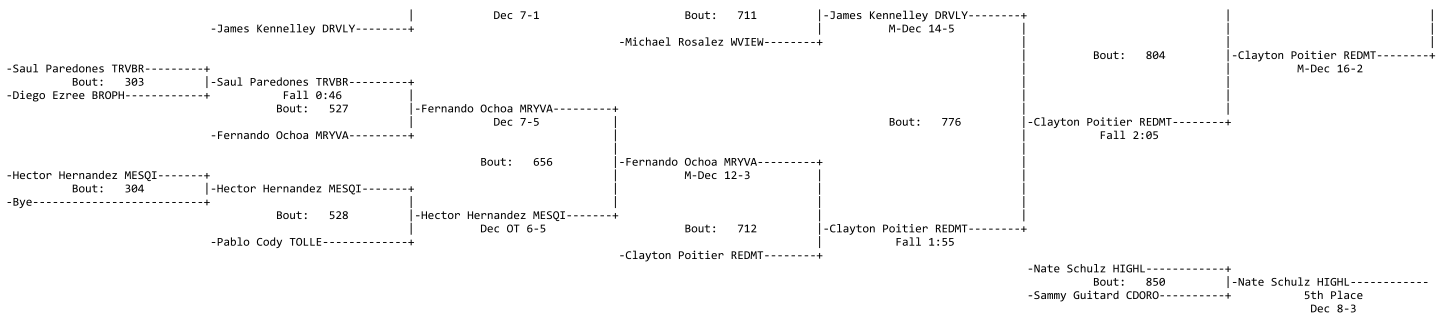 | Dec 7-1 Bout: 711 |-James Kennelley DRVLY--------+ | |
-James Kennelley DRVLY--------+ | M-Dec 14-5 | | |
-Michael Rosalez WVIEW--------+ | | |
| Bout: 804 |-Clayton Poitier REDMT--------+
-Saul Paredones TRVBR---------+ | | M-Dec 16-2
Bout: 303 |-Saul Paredones TRVBR---------+ | |
-Diego Ezree BROPH------------+ Fall 0:46 | | |
Bout: 527 |-Fernando Ochoa MRYVA---------+ | |
| Dec 7-5 | Bout: 776 |-Clayton Poitier REDMT--------+
-Fernando Ochoa MRYVA---------+ | | Fall 2:05
| |
Bout: 656 |-Fernando Ochoa MRYVA---------+ |
-Hector Hernandez MESQI-------+ | M-Dec 12-3 | |
Bout: 304 |-Hector Hernandez MESQI-------+ | | |
-Bye--------------------------+ | | | |
Bout: 528 |-Hector Hernandez MESQI-------+ | |
| Dec OT 6-5 Bout: 712 |-Clayton Poitier REDMT--------+
-Pablo Cody TOLLE-------------+ | Fall 1:55
-Clayton Poitier REDMT--------+
-Nate Schulz HIGHL------------+
Bout: 850 |-Nate Schulz HIGHL------------
-Sammy Guitard CDORO----------+ 5th Place
Dec 8-3